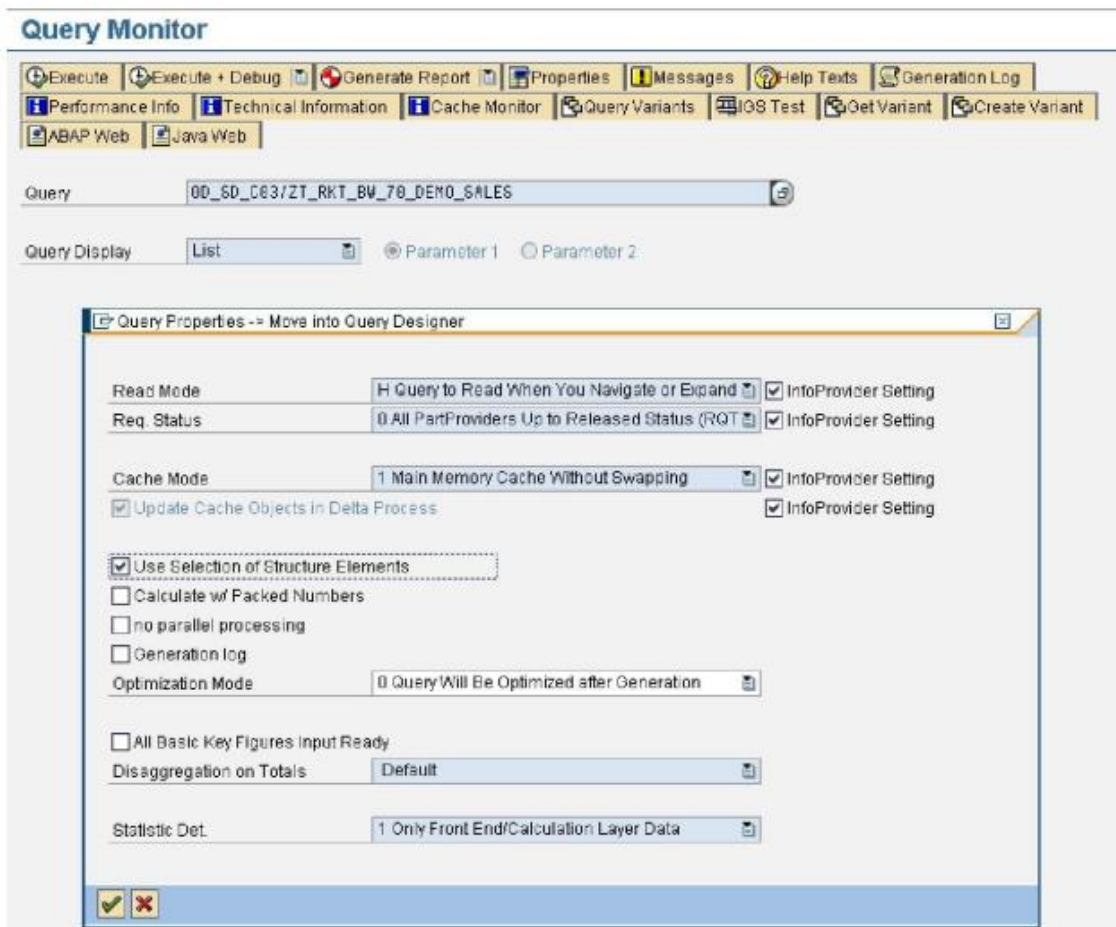 Query Monitor
Execute Execute + Debug Generate Report Properties Messages Help Texts Generation Log
Performance Info Technical Information Cache Monitor Query Variants IGS Test Get Variant Create Variant
ABAP Web Java Web
Query 0D_SD_C03/ZT_RKT_BW_70_DEMO_SALES
Query Display List Parameter 1 Parameter 2
Query Properties -> Move into Query Designer
Read Mode H Query to Read When You Navigate or Expand InfoProvider Setting
Req. Status 0 All PartProviders Up to Released Status (RQT InfoProvider Setting
Cache Mode 1 Main Memory Cache Without Swapping InfoProvider Setting
Update Cache Objects in Delta Process InfoProvider Setting
Use Selection of Structure Elements
Calculate w/ Packed Numbers
no parallel processing
Generation log
Optimization Mode 0 Query Will Be Optimized after Generation
All Basic Key Figures Input Ready
Disaggregation on Totals Default
Statistic Det. 1 Only Front End/Calculation Layer Data